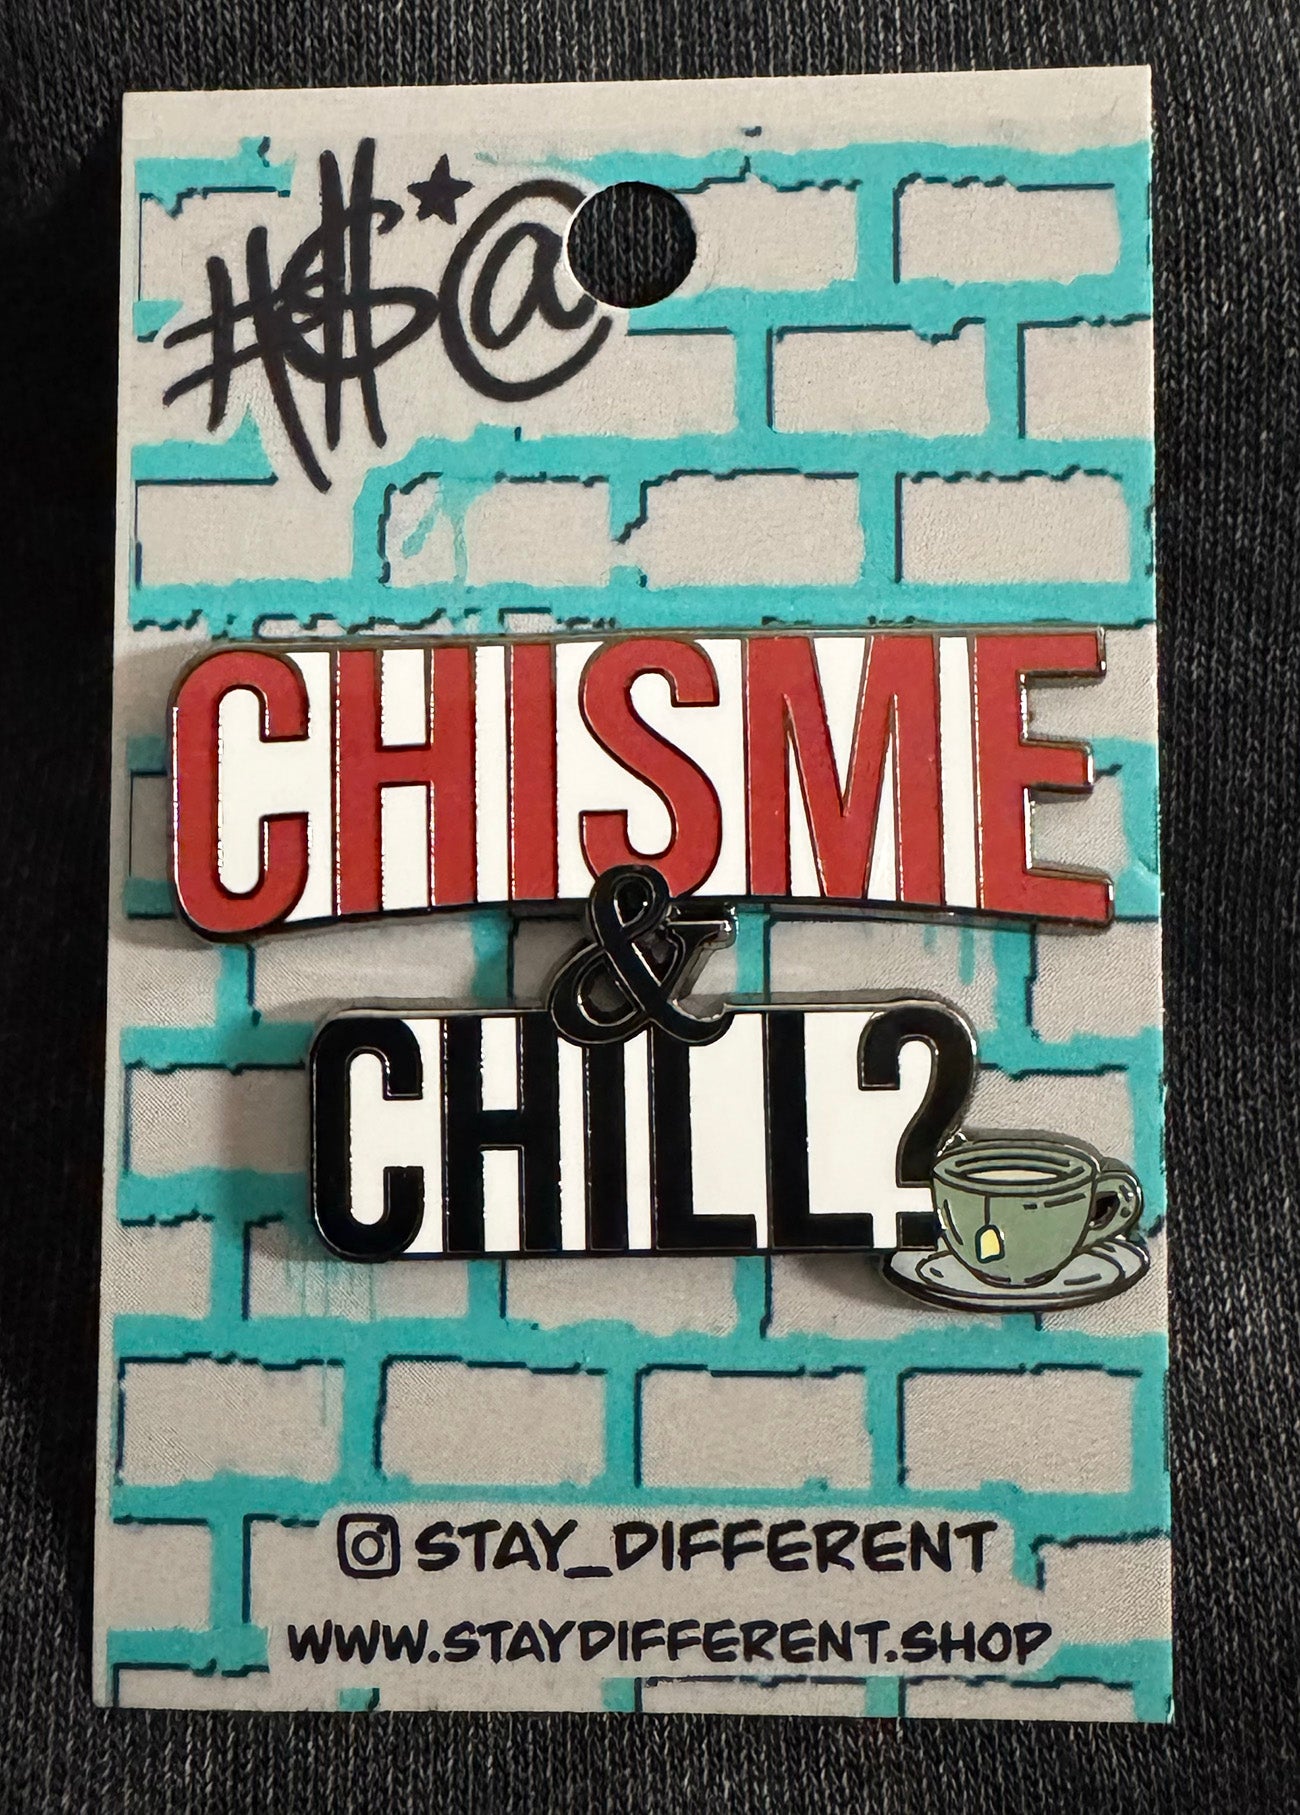 #$*@
CHISME
&
CHILL?
STAY_DIFFERENT
WWW.STAYDIFFERENT.SHOP